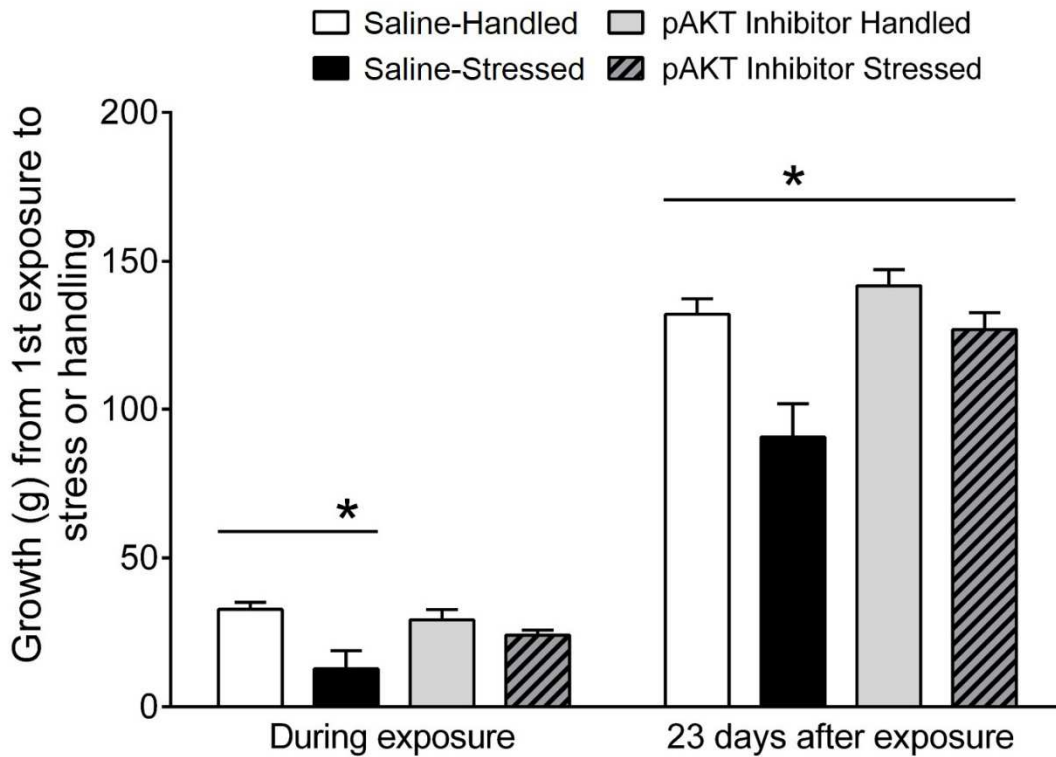 Saline-Handled
pAKT Inhibitor Handled
Saline-Stressed
pAKT Inhibitor Stressed
Growth (g) from 1st exposure to
stress or handling
200
150
100
50
0
*
*
During exposure
23 days after exposure